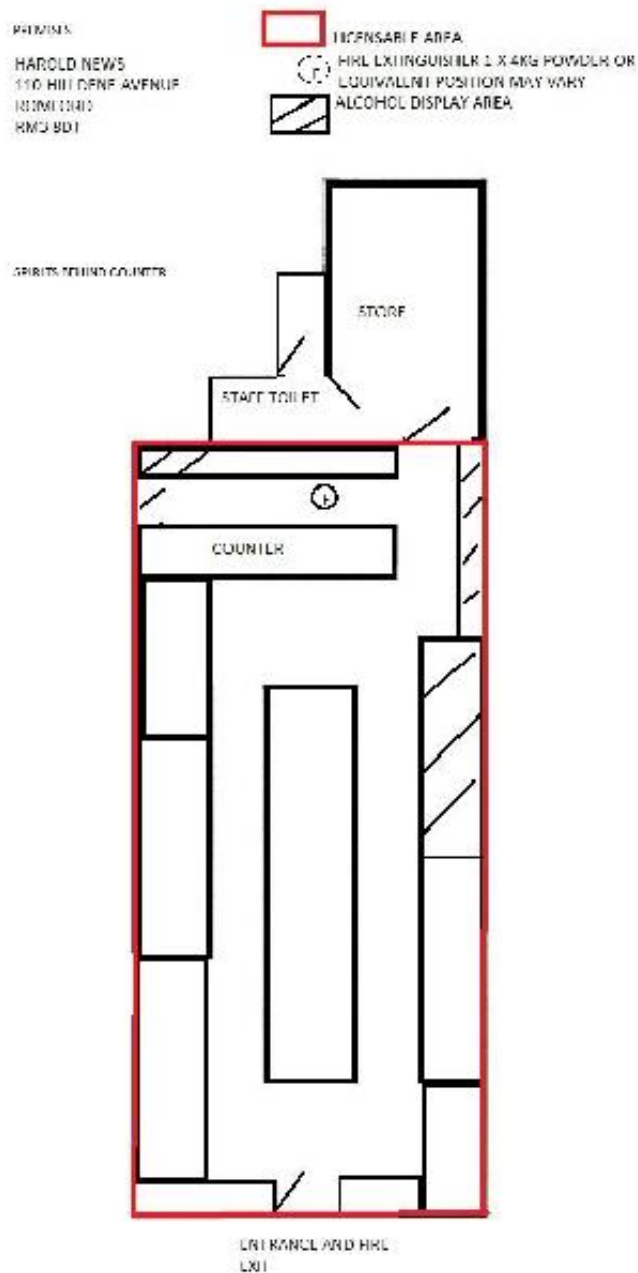 PREMISES
HAROLD NEWS
110 HILLDENE AVENUE
ROMFORD
RM3 8DT
LICENSABLE AREA
FIRE EXTINGUISHER 1 X 4KG POWDER OR
EQUIVALENT POSITION MAY VARY
ALCOHOL DISPLAY AREA
SPIRITS BEHIND COUNTER
STORE
STAFF TOILET
COUNTER
ENTRANCE AND FIRE
EXIT